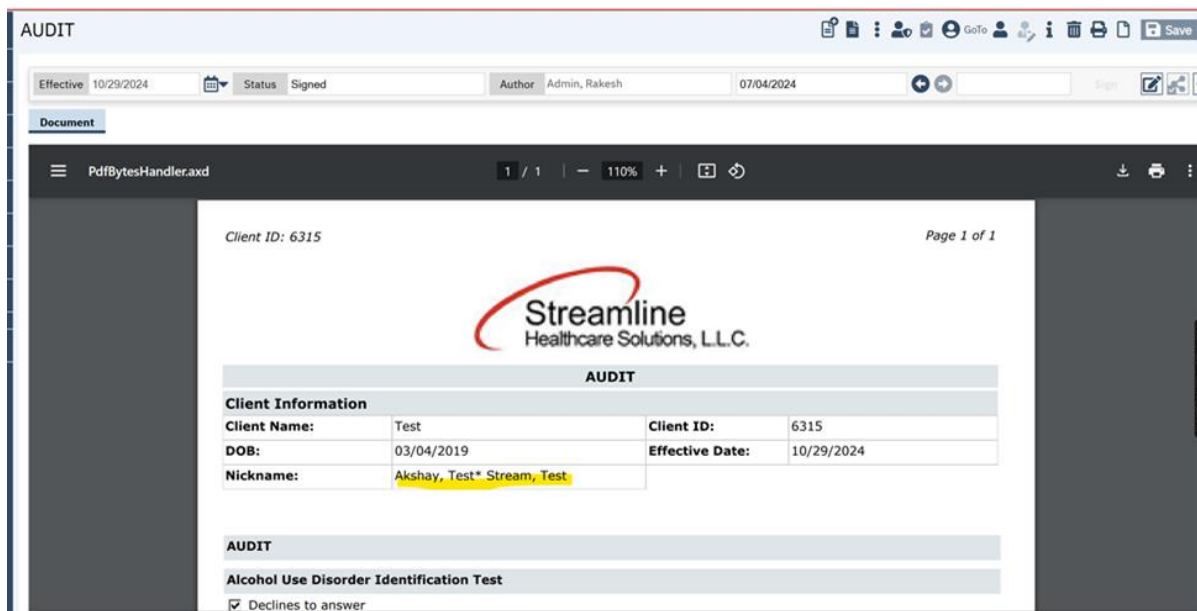 AUDIT
GoTo
Save
Effective 10/29/2024 Status Signed Author Admin, Rakesh 07/04/2024 Sign
Document
PdfBytesHandler.axd 1 / 1 110%
Client ID: 6315 Page 1 of 1
Streamline
Healthcare Solutions, L.L.C.
AUDIT
Client Information
Client Name: Test Client ID: 6315
DOB: 03/04/2019 Effective Date: 10/29/2024
Nickname: Akshay, Test* Stream, Test
AUDIT
Alcohol Use Disorder Identification Test
Declines to answer